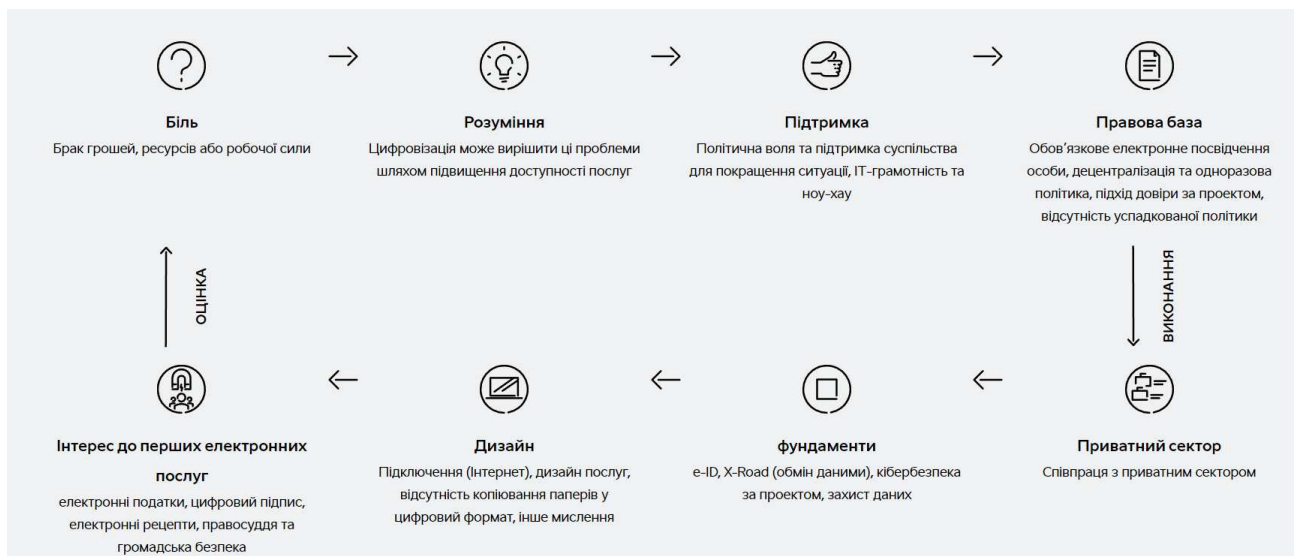 Біль
Брак грошей, ресурсів або робочої сили
Розуміння
Цифровізація може вирішити ці проблеми
шляхом підвищення доступності послуг
Підтримка
Політична воля та підтримка суспільства
для покращення ситуації, ІТ-грамотність та
ноу-хау
Правова база
Обов’язкове електронне посвідчення
особи, децентралізація та одноразова
політика, підхід довіри за проектом,
відсутність успадкованої політики
ВИКОНАННЯ
Приватний сектор
Співпраця з приватним сектором
фундаменти
e-ID, X-Road (обмін даними), кібербезпека
за проектом, захист даних
Дизайн
Підключення (Інтернет), дизайн послуг,
відсутність копіювання паперів у
цифровий формат, інше мислення
Інтерес до перших електронних
послуг
електронні податки, цифровий підпис,
електронні рецепти, правосуддя та
громадська безпека
ОЦІНКА